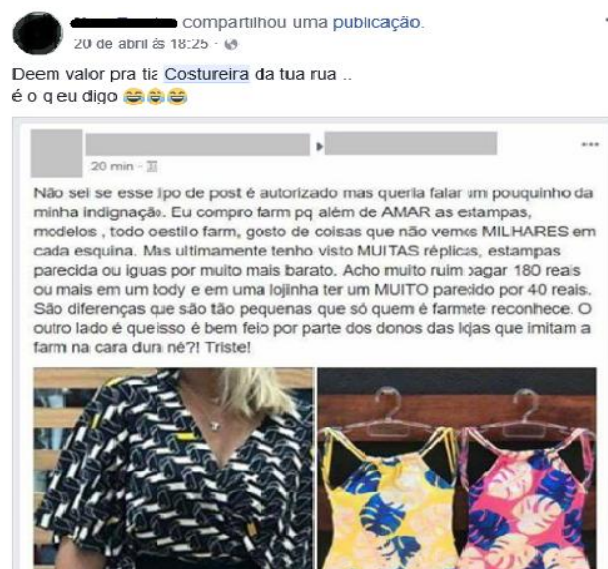 compartilhou uma publicação.
20 de abril às 18:25 ·
Deem valor pra tia Costureira da tua rua ..
é o q eu digo 😂😂😂
20 min ·
Não sei se esse tipo de post é autorizado mas queria falar um pouquinho da
minha indignação. Eu compro farm pq além de AMAR as estampas,
modelos , todo oestilo farm, gosto de coisas que não vemos MILHARES em
cada esquina. Mas ultimamente tenho visto MUITAS réplicas, estampas
parecida ou iguas por muito mais barato. Acho muito ruim pagar 180 reais
ou mais em um body e em uma lojinha ter um MUITO parecido por 40 reais.
São diferenças que são tão pequenas que só quem é farmete reconhece. O
outro lado é queisso é bem feio por parte dos donos das lojas que imitam a
farm na cara dura né?! Triste!